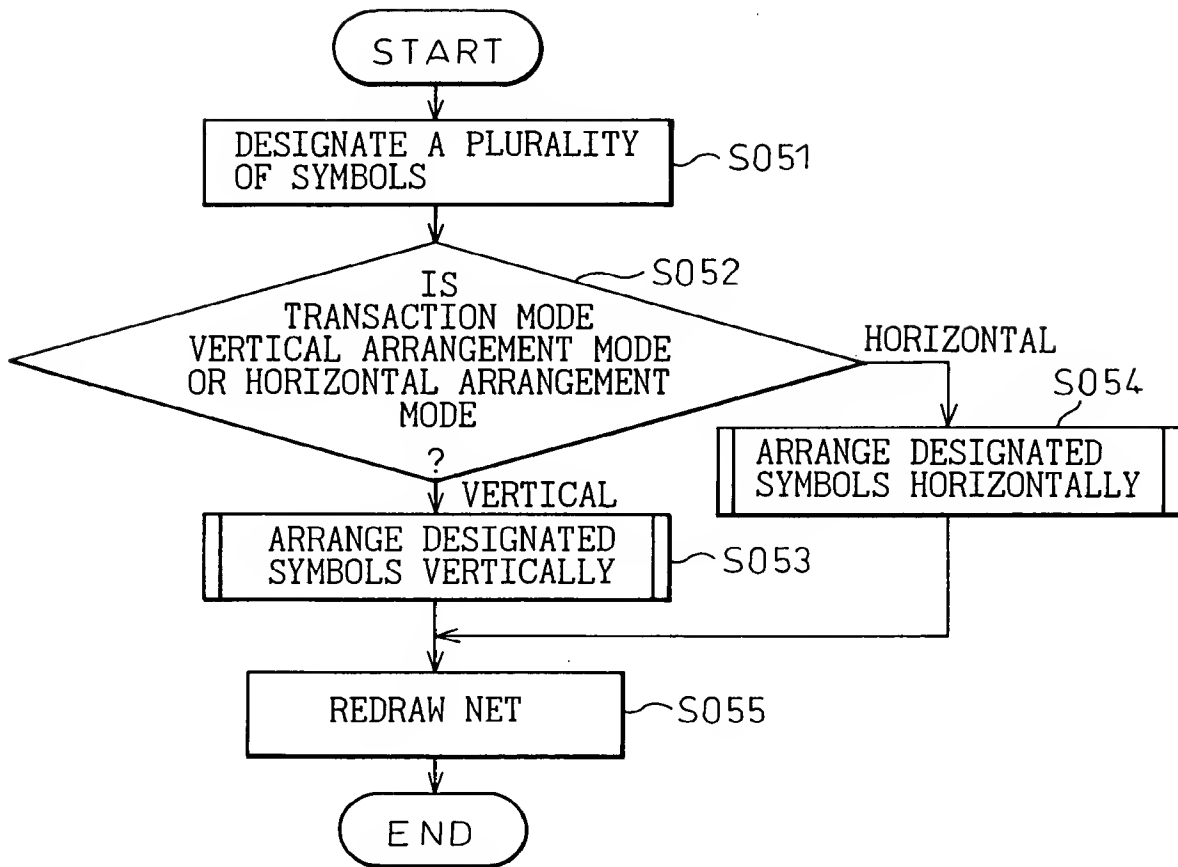 START
DESIGNATE A PLURALITY
OF SYMBOLS
S051
IS
TRANSACTION MODE
VERTICAL ARRANGEMENT MODE
OR HORIZONTAL ARRANGEMENT
MODE
?
S052
HORIZONTAL
S054
ARRANGE DESIGNATED
SYMBOLS HORIZONTALLY
VERTICAL
ARRANGE DESIGNATED
SYMBOLS VERTICALLY
S053
REDRAW NET
S055
END